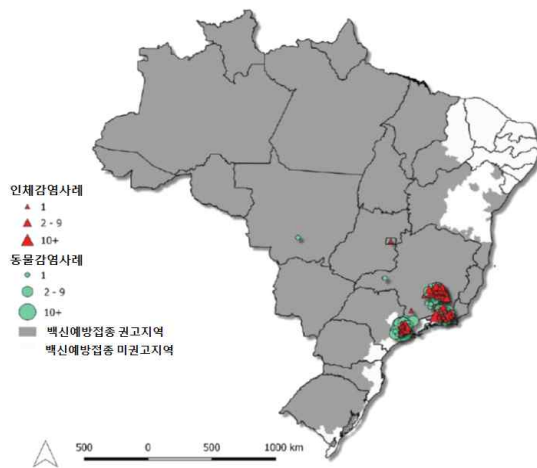 인체감염사례
1
2 - 9
10+
동물감염사례
1
2 - 9
10+
백신예방접종 권고지역
백신예방접종 미권고지역
500 0 500 1000 km